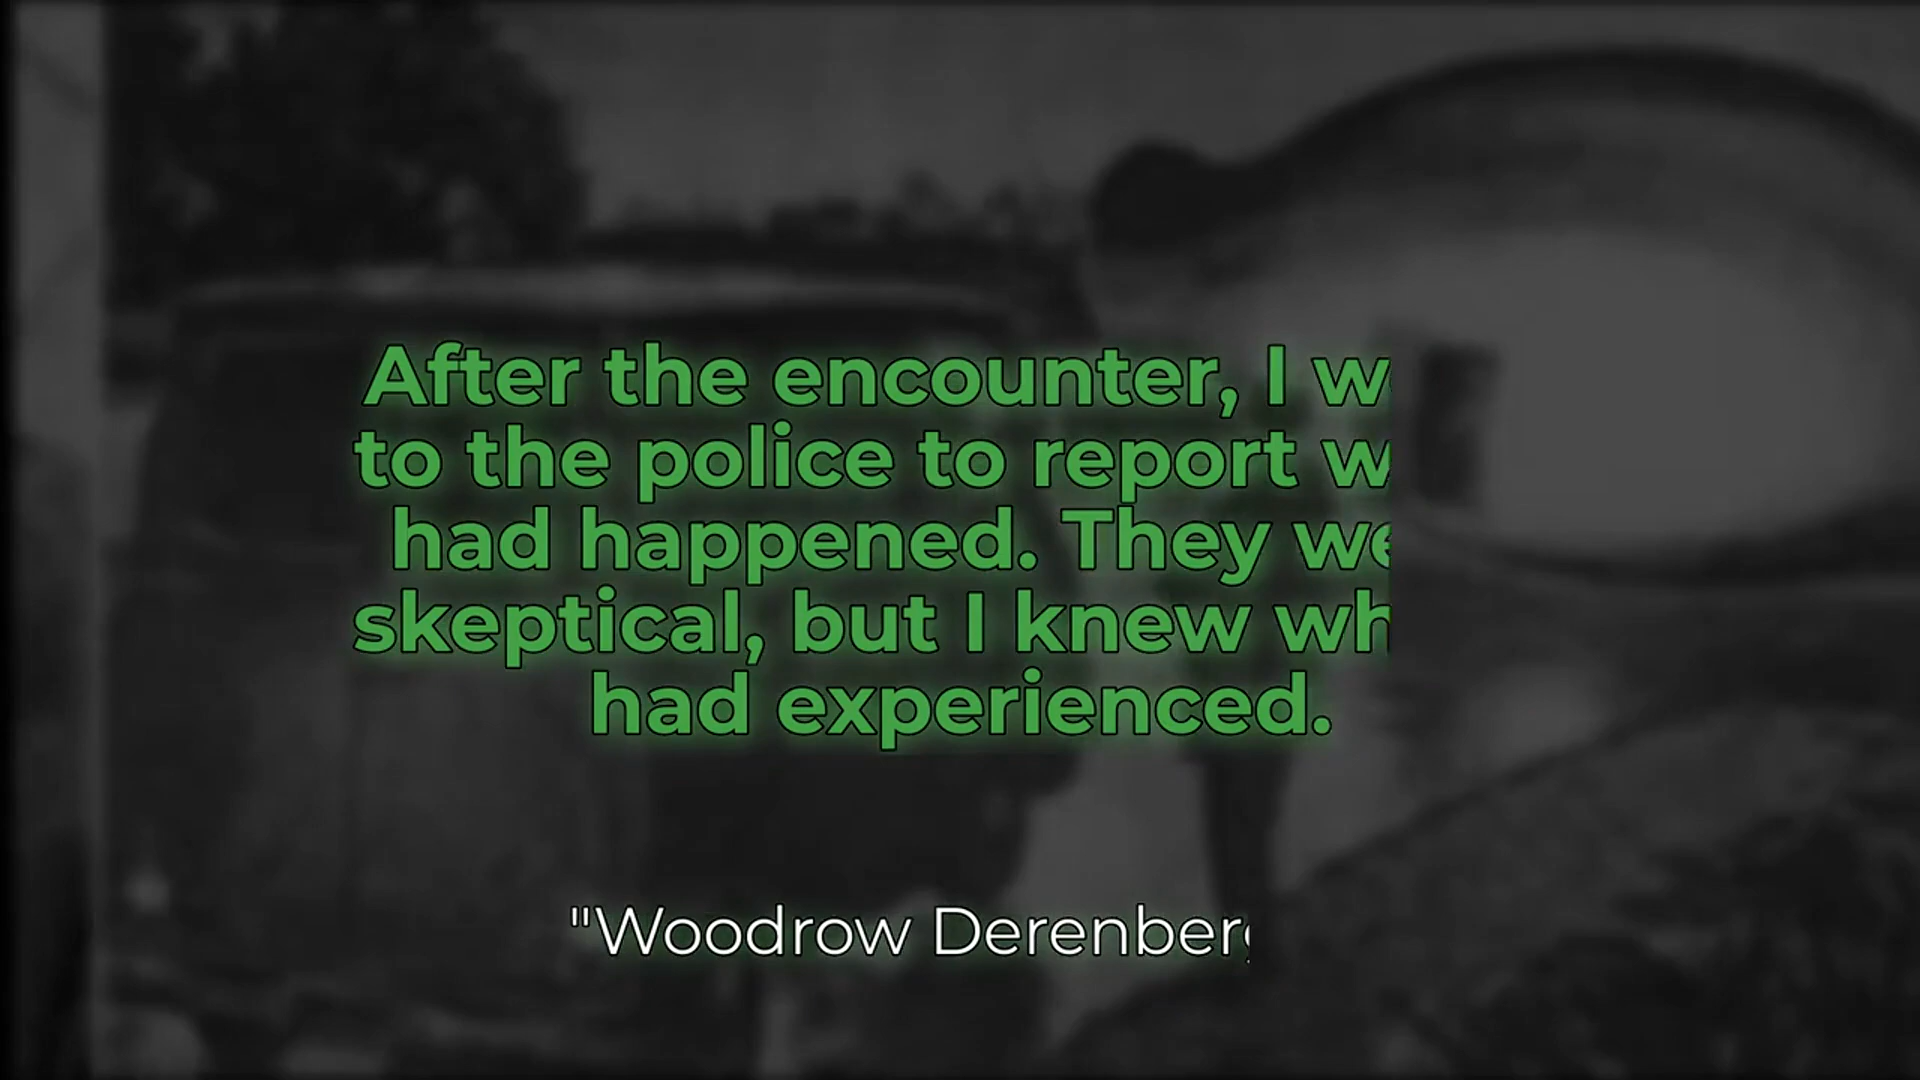 After the encounter, I w
to the police to report w
had happened. They we
skeptical, but I knew wh
had experienced.
"Woodrow Derenberg